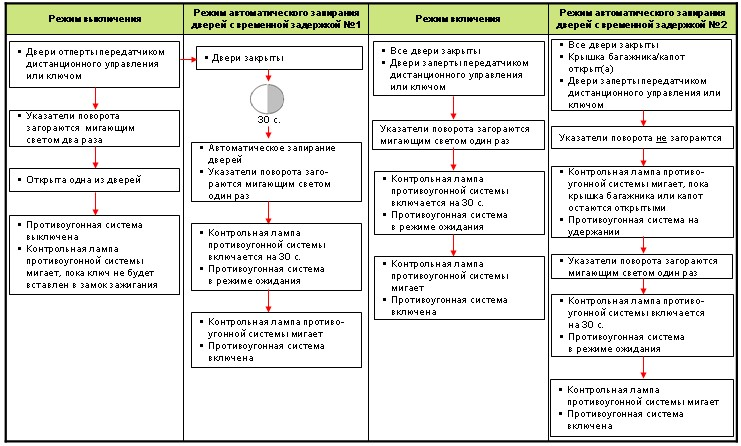 Режим выключения
Двери отперты передатчиком
дистанционного управления
или ключом
Указатели поворота
загораются мигающим
светом два раза
Открыта одна из дверей
Противоугонная система
выключена
Контрольная лампа
противоугонной системы
мигает, пока ключ не будет
вставлен в замок зажигания
Режим автоматического запирания
дверей с временной задержкой №1
Двери закрыты
30 с.
Автоматическое запирание
дверей
Указатели поворота заго-
раются мигающим светом
один раз
Контрольная лампа
противоугонной системы
включается на 30 с.
Противоугонная система
в режиме ожидания
Контрольная лампа противо-
угонной системы мигает
Противоугонная система
включена
Режим включения
Все двери закрыты
Двери заперты передатчиком
дистанционного управления
или ключом
Указатели поворота загораются
мигающим светом один раз
Контрольная лампа
противоугонной системы
включается на 30 с.
Противоугонная система
в режиме ожидания
Контрольная лампа
противоугонной системы
мигает
Противоугонная система
включена
Режим автоматического запирания
дверей с временной задержкой №2
Все двери закрыты
Крышка багажника/капот
открыт(а)
Двери заперты передатчиком
дистанционного управления или
ключом
Указатели поворота не загораются
Контрольная лампа противо-
угонной системы мигает, пока
крышка багажника или капот
остаются открытыми
Противоугонная система на
удержании
Указатели поворота загораются
мигающим светом один раз
Контрольная лампа противо-
угонной системы включается
на 30 с.
Противоугонная система
в режиме ожидания
Контрольная лампа
противоугонной системы мигает
Противоугонная система
включена